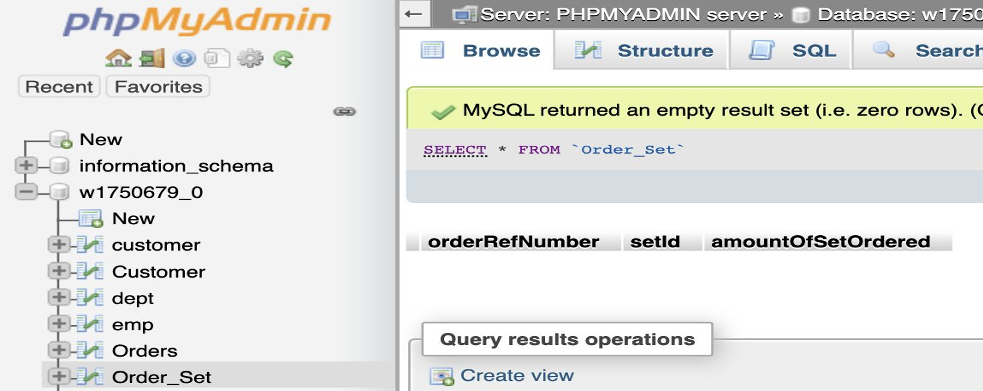 phpMyAdmin
Recent Favorites
New
information_schema
w1750679_0
New
customer
Customer
dept
emp
Orders
Order_Set
Server: PHPMYADMIN server » Database: w1750
Browse Structure SQL Search
MySQL returned an empty result set (i.e. zero rows). (
SELECT * FROM `Order_Set`
orderRefNumber setId amountOfSetOrdered
Query results operations
Create view